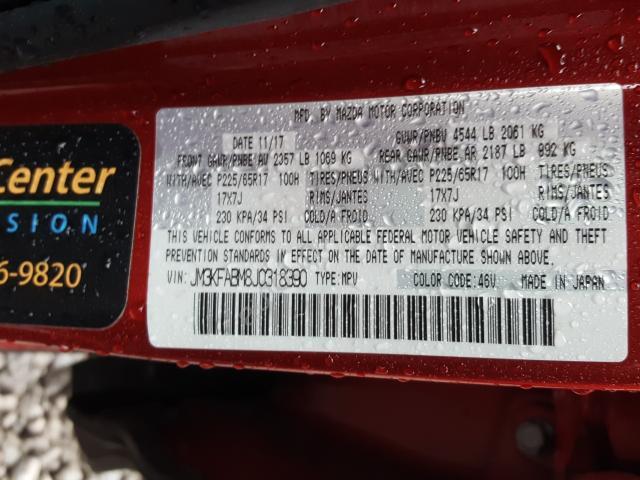 MFD. BY MAZDA MOTOR CORPORATION
DATE 11/17 GVWR/PNBV 4544 LB 2061 KG
FRONT GAWR/PNBE AV 2357 LB 1069 KG REAR GAWR/PNBE AR 2187 LB 992 KG
WITH/AVEC P225/65R17 100H TIRES/PNEUS WITH/AVEC P225/65R17 100H TIRES/PNEUS
17X7J RIMS/JANTES 17X7J RIMS/JANTES
230 KPA/34 PSI COLD/A FROID 230 KPA/34 PSI COLD/A FROID
THIS VEHICLE CONFORMS TO ALL APPLICABLE FEDERAL MOTOR VEHICLE SAFETY AND THEFT
PREVENTION STANDARDS IN EFFECT ON THE DATE OF MANUFACTURE SHOWN ABOVE.
VIN: JM3KFABM8J0318390 TYPE: MPV COLOR CODE: 46V MADE IN JAPAN
Center
ISION
6-9820